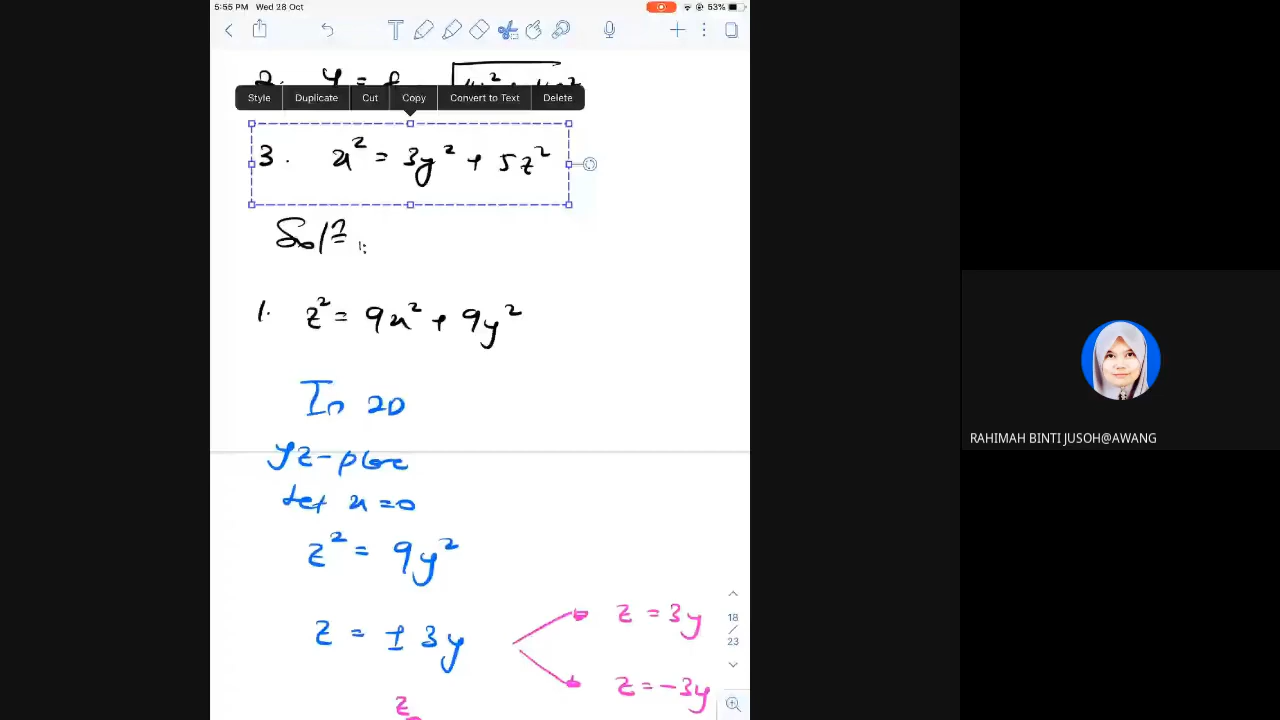 5:55 PM Wed 28 Oct 53%
Style Duplicate Cut Copy Convert to Text Delete
3. x² = 3y² + 5z²
Solⁿ:
1. z² = 9x² + 9y²
In 2D
yz-plane
Let x = 0
z² = 9y²
z = ± 3y
z = 3y
z = -3y
z
18
/
23
RAHIMAH BINTI JUSOH@AWANG